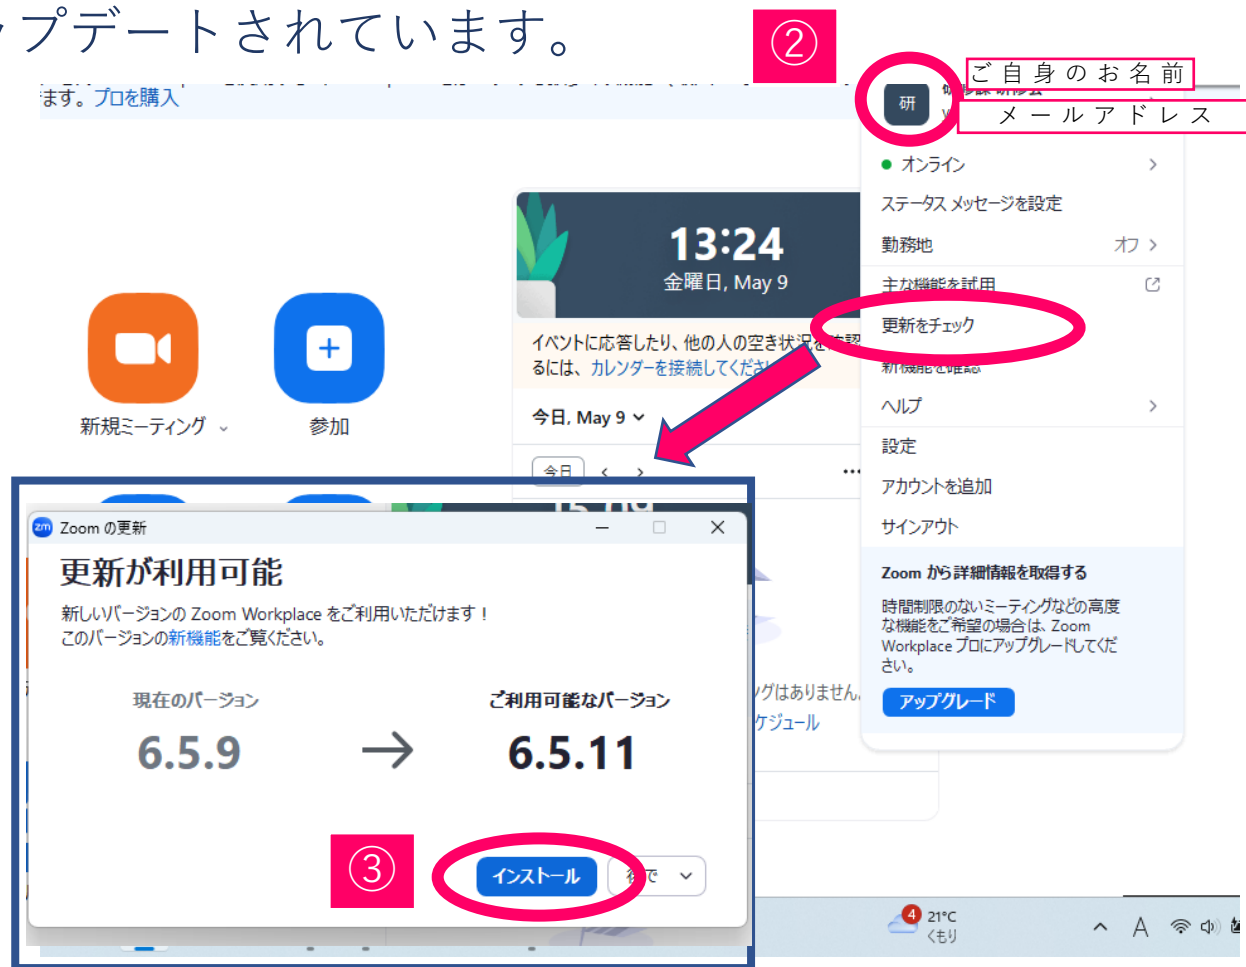 ップデートされています。
②
ご自身のお名前
ます。プロを購入
研
メールアドレス
オンライン
ステータス メッセージを設定
13:24
勤務地 オフ
金曜日, May 9
主な機能を試用
更新をチェック
イベントに応答したり、他の人の空き状況を確認
るには、カレンダーを接続してくださ
新機能を確認
新規ミーティング
参加
今日, May 9
ヘルプ
今日
設定
アカウントを追加
サインアウト
Zoom から詳細情報を取得する
時間制限のないミーティングなどの高度
な機能をご希望の場合は、Zoom
Workplace プロにアップグレードしてくだ
さい。
アップグレード
グはありません。
ケジュール
zm Zoom の更新
更新が利用可能
新しいバージョンの Zoom Workplace をご利用いただけます！
このバージョンの新機能をご覧ください。
現在のバージョン
ご利用可能なバージョン
6.5.9
→
6.5.11
③
インストール
後で
4
21°C
くもり
A